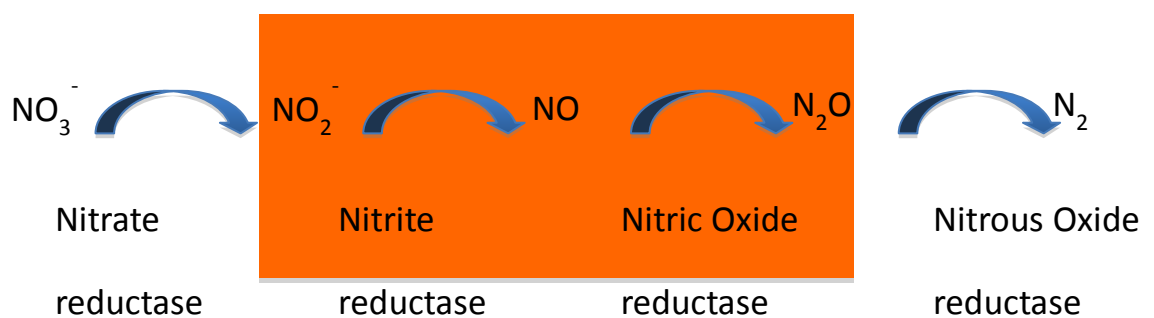 NO₃⁻ NO₂⁻ NO N₂O N₂
Nitrate Nitrite Nitric Oxide Nitrous Oxide
reductase reductase reductase reductase